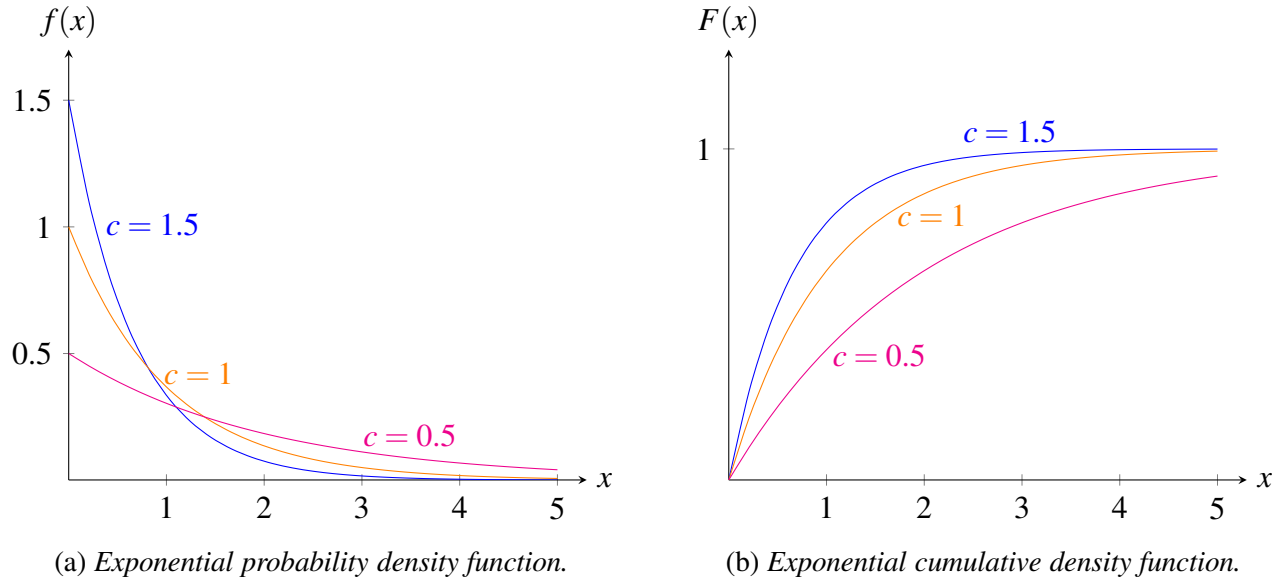 f(x)
1.5
1
0.5
c = 1.5
c = 1
c = 0.5
1 2 3 4 5
x
(a) Exponential probability density function.
F(x)
1
c = 1.5
c = 1
c = 0.5
1 2 3 4 5
x
(b) Exponential cumulative density function.